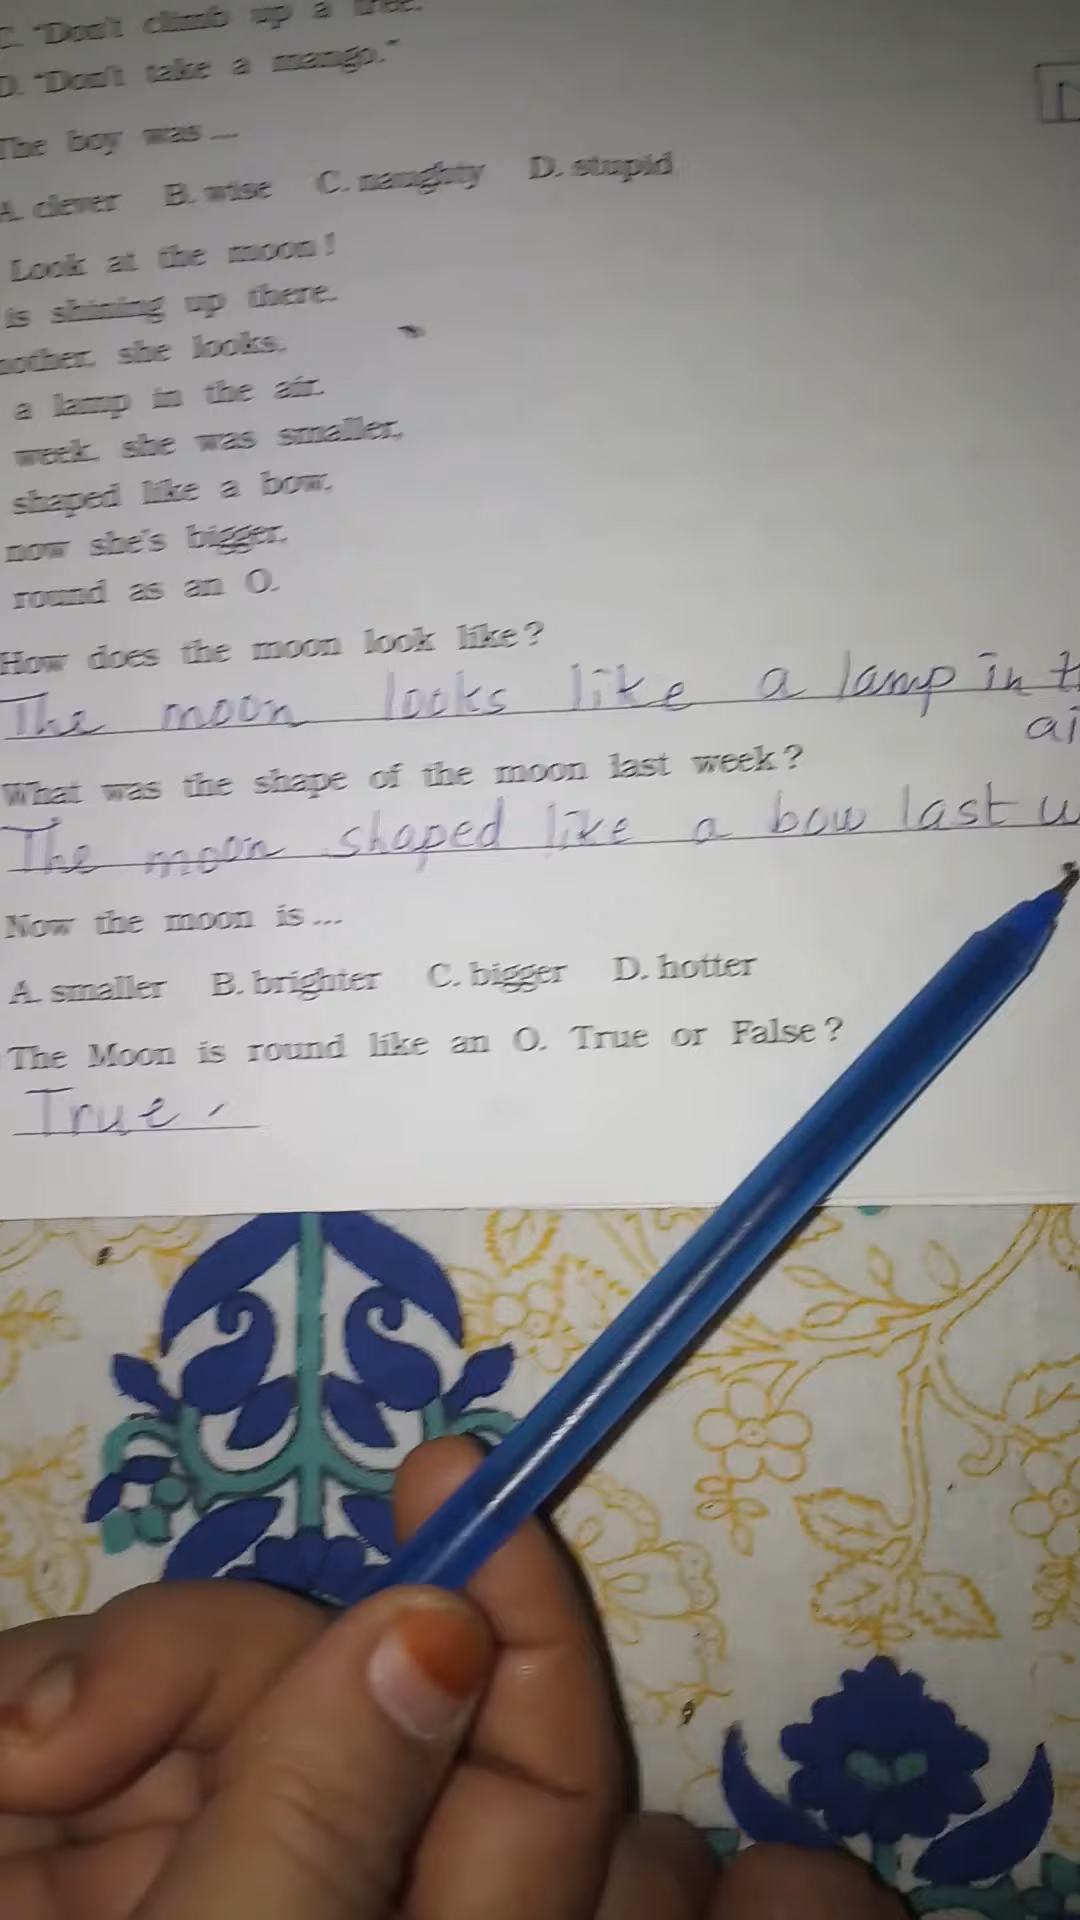 C. "Don't climb up a tree.
D. "Don't take a mango."
The boy was ...
A. clever B. wise C. naughty D. stupid
Look at the moon!
is shining up there.
mother, she looks.
a lamp in the air.
week, she was smaller,
shaped like a bow,
now she's bigger,
round as an O.
How does the moon look like?
The moon looks like a lamp in
What was the shape of the moon last week?
The moon shaped like a bow last
Now the moon is ...
A. smaller B. brighter C. bigger D. hotter
The Moon is round like an O. True or False?
True.